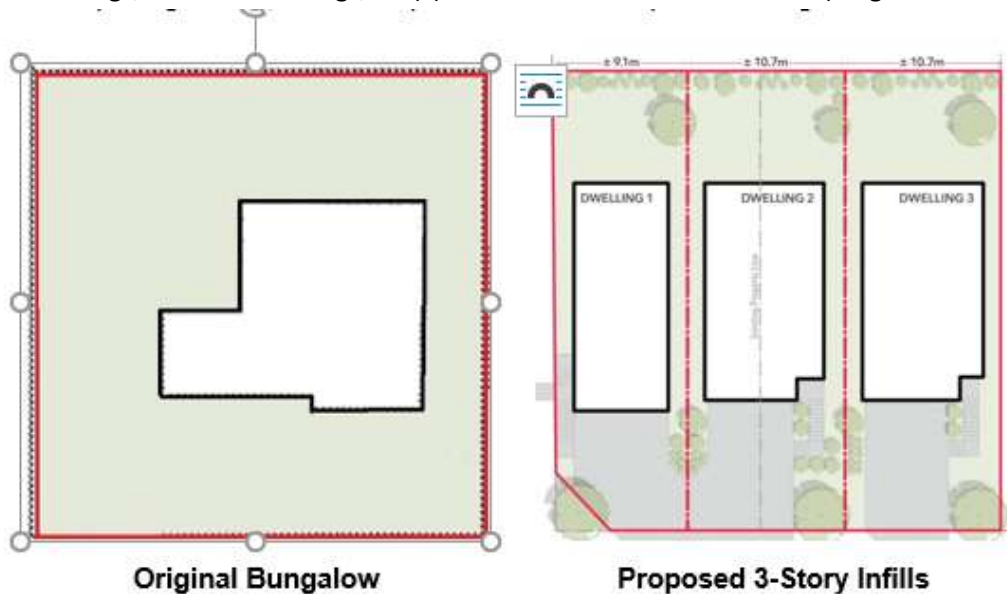 ± 9.1m ± 10.7m ± 10.7m
DWELLING 1 DWELLING 2 DWELLING 3
Original Bungalow Proposed 3-Story Infills